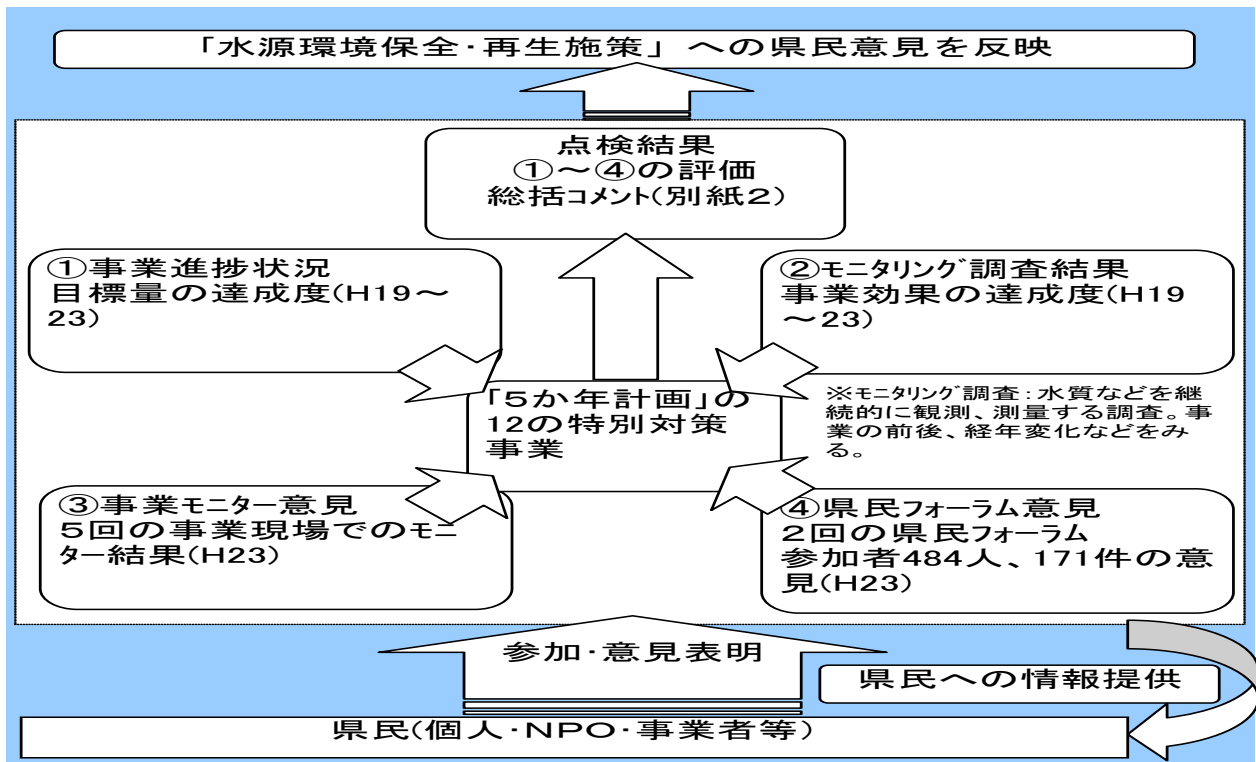 「水源環境保全･再生施策」への県民意見を反映
点検結果
①～④の評価
総括ｺﾒﾝﾄ(別紙2)
①事業進捗状況
目標量の達成度(H19～
23)
②ﾓﾆﾀﾘﾝｸﾞ調査結果
事業効果の達成度(H19
～23)
「5か年計画」の
12の特別対策
事業
※ﾓﾆﾀﾘﾝｸﾞ調査：水質などを継
続的に観測、測量する調査。事
業の前後、経年変化などをみ
る。
③事業ﾓﾆﾀｰ意見
5回の事業現場でのﾓﾆ
ﾀｰ結果(H23)
④県民ﾌｫｰﾗﾑ意見
2回の県民ﾌｫｰﾗﾑ
参加者484人、171件の意
見(H23)
参加･意見表明
県民への情報提供
県民(個人･NPO･事業者等)